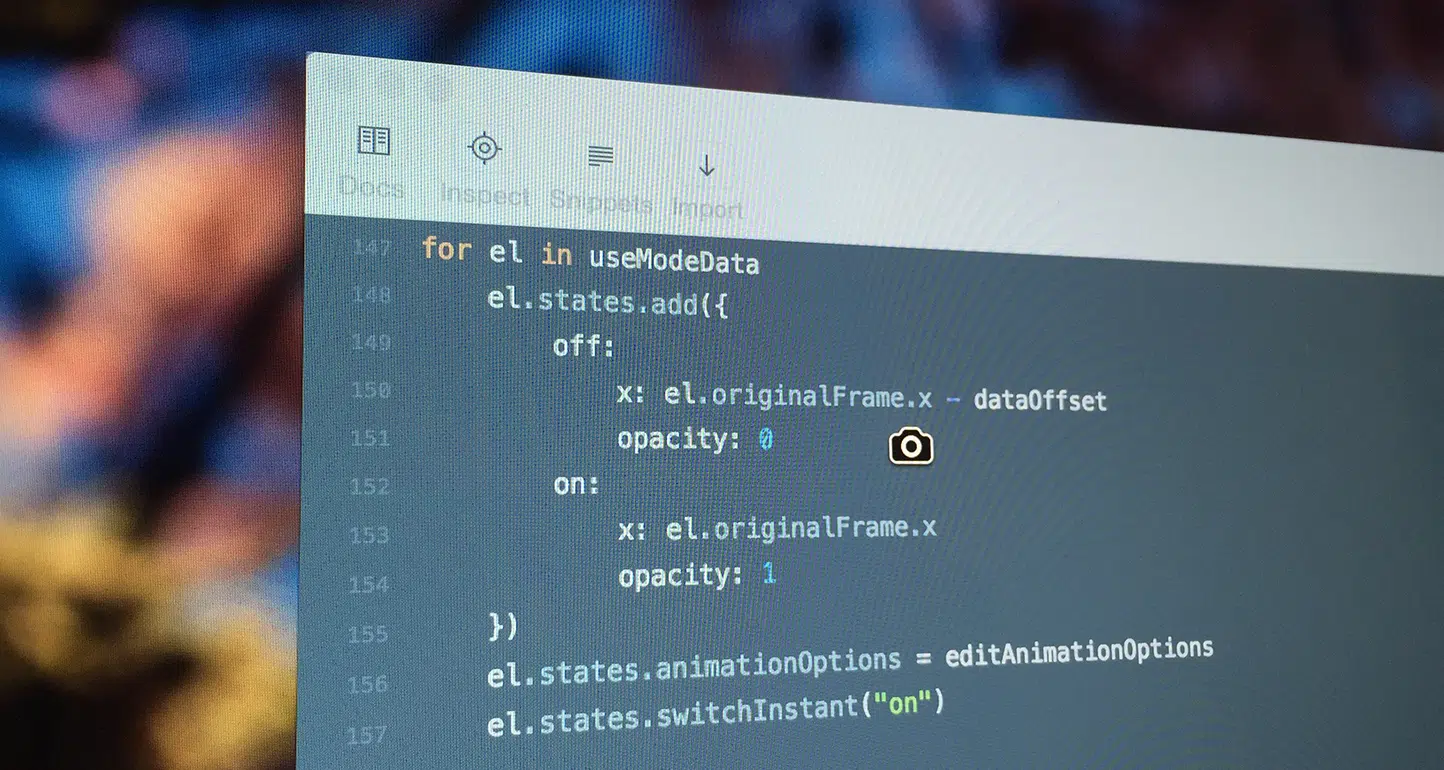 Docs Inspect Snippets Import
147 for el in useModeData
148 el.states.add({
149 off:
150 x: el.originalFrame.x - dataOffset
151 opacity: 0
152 on:
153 x: el.originalFrame.x
154 opacity: 1
155 })
156 el.states.animationOptions = editAnimationOptions
157 el.states.switchInstant("on")